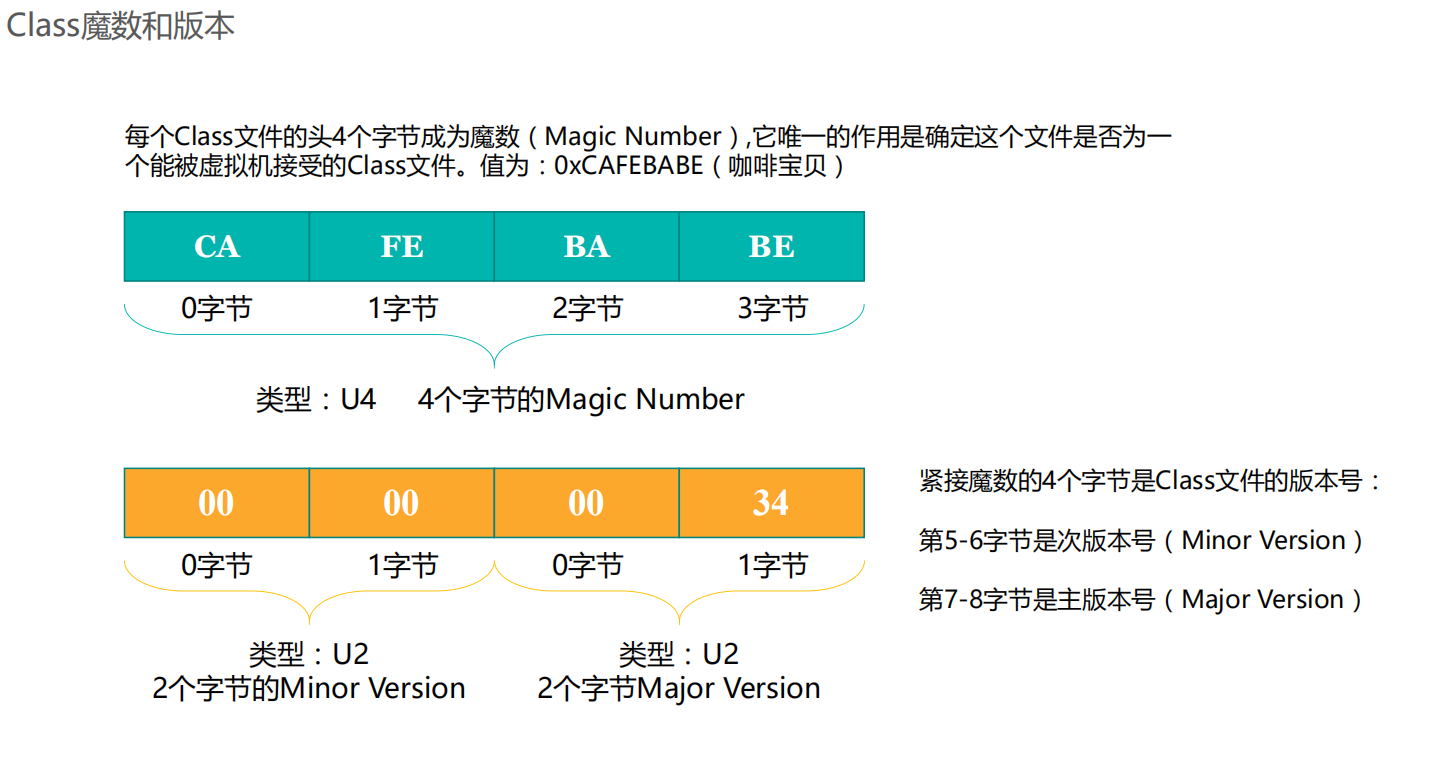 Class魔数和版本
每个Class文件的头4个字节成为魔数（Magic Number）,它唯一的作用是确定这个文件是否为一
个能被虚拟机接受的Class文件。值为：0xCAFEBABE（咖啡宝贝）
CA FE BA BE
0字节 1字节 2字节 3字节
类型：U4 4个字节的Magic Number
00 00 00 34
0字节 1字节 0字节 1字节
类型：U2 类型：U2
2个字节的Minor Version 2个字节Major Version
紧接魔数的4个字节是Class文件的版本号：
第5-6字节是次版本号（Minor Version）
第7-8字节是主版本号（Major Version）